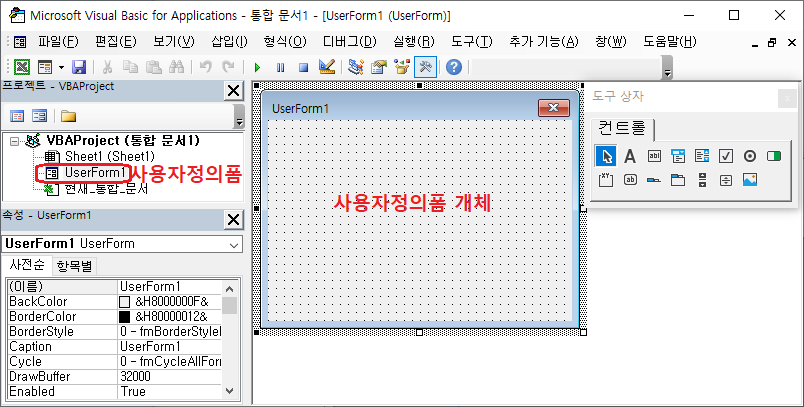 Microsoft Visual Basic for Applications - 통합 문서1 - [UserForm1 (UserForm)]
파일(F) 편집(E) 보기(V) 삽입(I) 형식(O) 디버그(D) 실행(R) 도구(T) 추가 기능(A) 창(W) 도움말(H)
프로젝트 - VBAProject
VBAProject (통합 문서1)
Sheet1 (Sheet1)
UserForm1 사용자정의폼
현재_통합_문서
속성 - UserForm1
UserForm1 UserForm
사전순 항목별
(이름) UserForm1
BackColor &H8000000F&
BorderColor &H80000012&
BorderStyle 0 - fmBorderStyle
Caption UserForm1
Cycle 0 - fmCycleAllFor
DrawBuffer 32000
Enabled True
UserForm1
사용자정의폼 개체
도구 상자
컨트롤
A ab|
XY ab